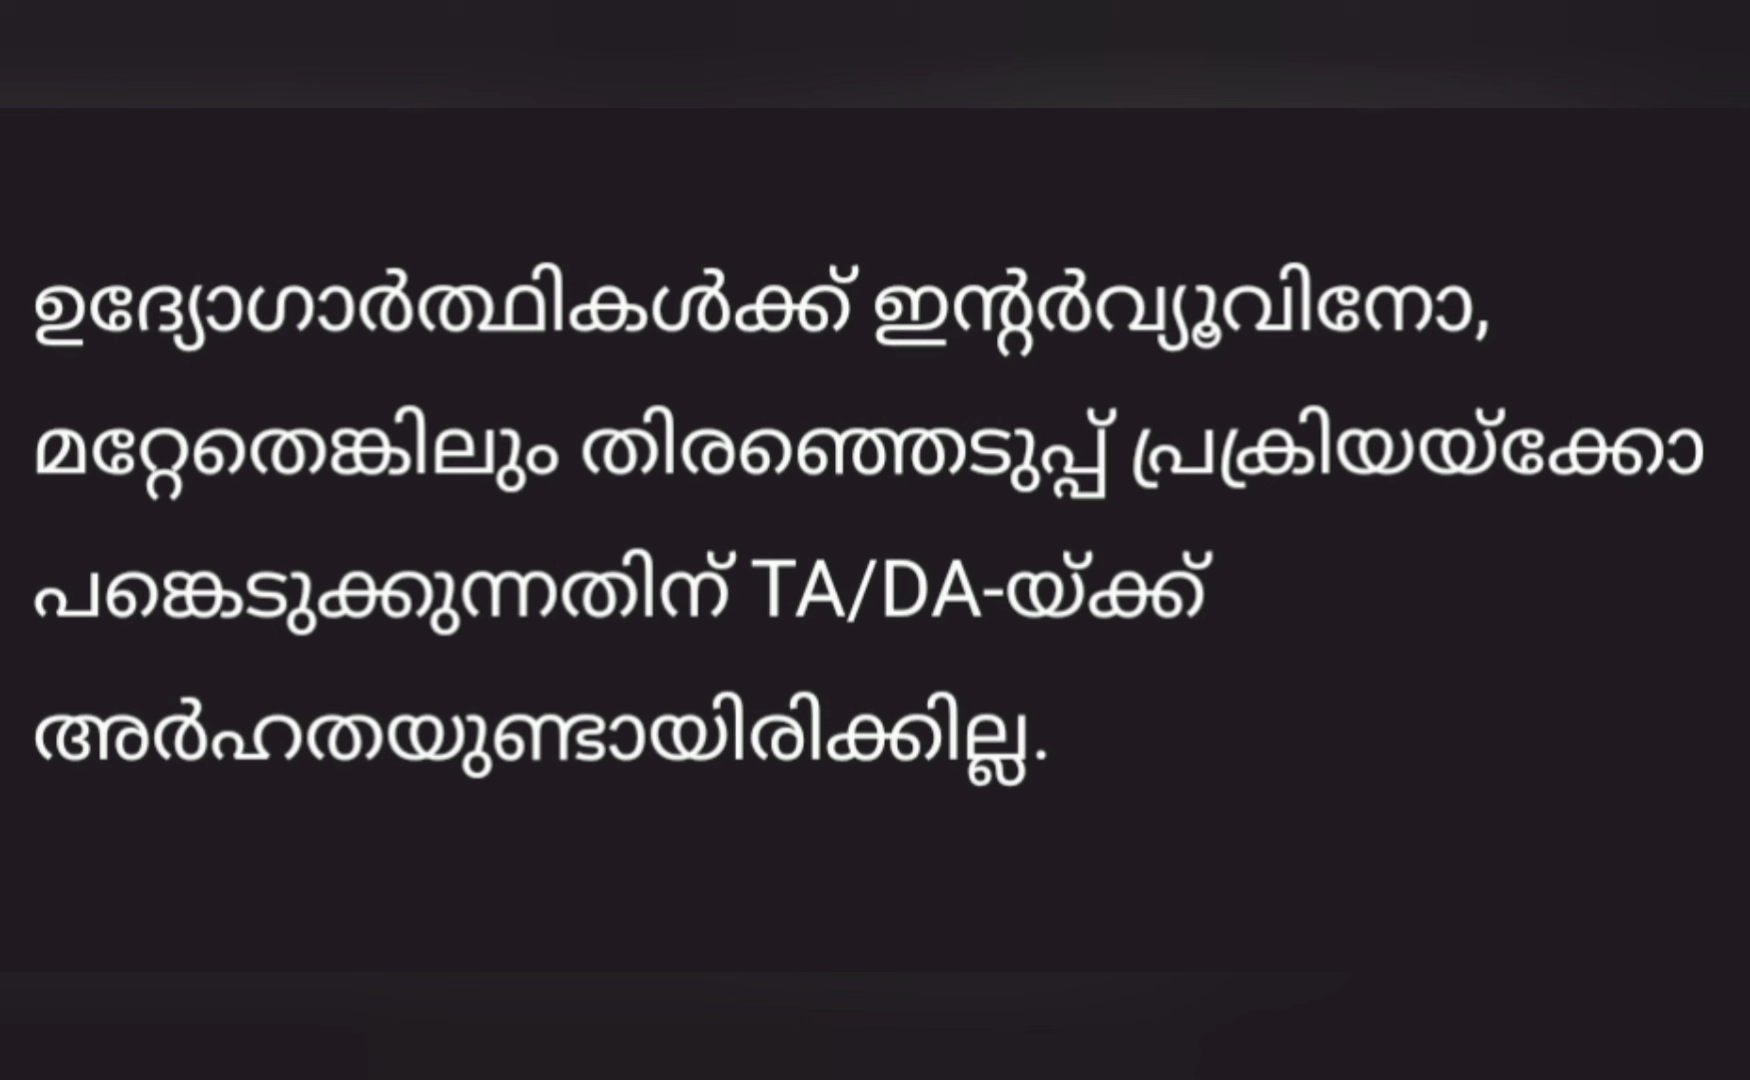 ഉദ്യോഗാർത്ഥികൾക്ക് ഇന്റർവ്യൂവിനോ,
മറ്റേതെങ്കിലും തിരഞ്ഞെടുപ്പ് പ്രക്രിയയ്ക്കോ
പങ്കെടുക്കുന്നതിന് TA/DA-യ്ക്ക്
അർഹതയുണ്ടായിരിക്കില്ല.